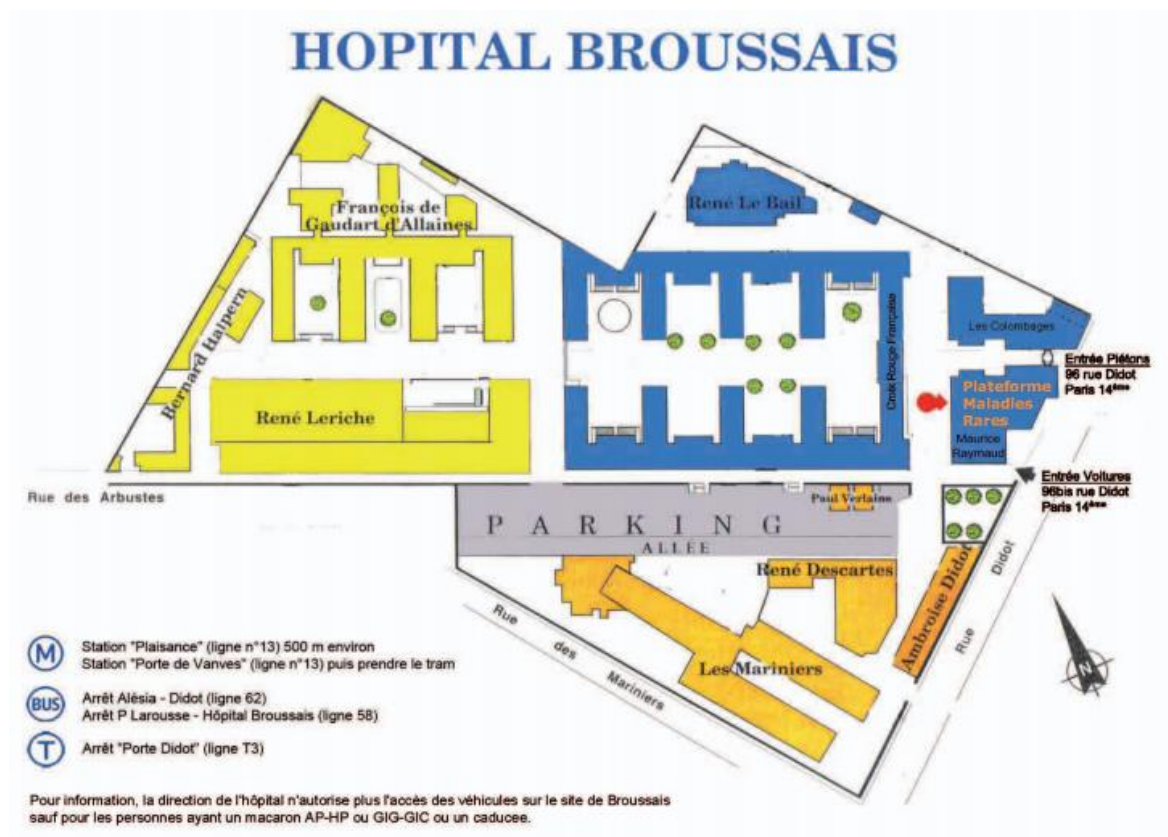 HOPITAL BROUSSAIS
René Le Bail
François de
Gaudart d'Allaines
Bernard Halpern
Croix Rouge Française
Les Colombages
Entrée Piétons
96 rue Didot
Paris 14ème
Plateforme
Maladies
Rares
René Leriche
Maurice
Raymaud
Entrée Voitures
96bis rue Didot
Paris 14ème
Rue des Arbustes
Paul Verlaine
PARKING
ALLÉE
René Descartes
Ambroise Didot
Rue Didot
Rue des Mariniers
Les Mariniers
N
M
Station "Plaisance" (ligne n°13) 500 m environ
Station "Porte de Vanves" (ligne n°13) puis prendre le tram
BUS
Arrêt Alésia - Didot (ligne 62)
Arrêt P Larousse - Hôpital Broussais (ligne 58)
T
Arrêt "Porte Didot" (ligne T3)
Pour information, la direction de l'hôpital n'autorise plus l'accès des véhicules sur le site de Broussais
sauf pour les personnes ayant un macaron AP-HP ou GIG-GIC ou un caducee.